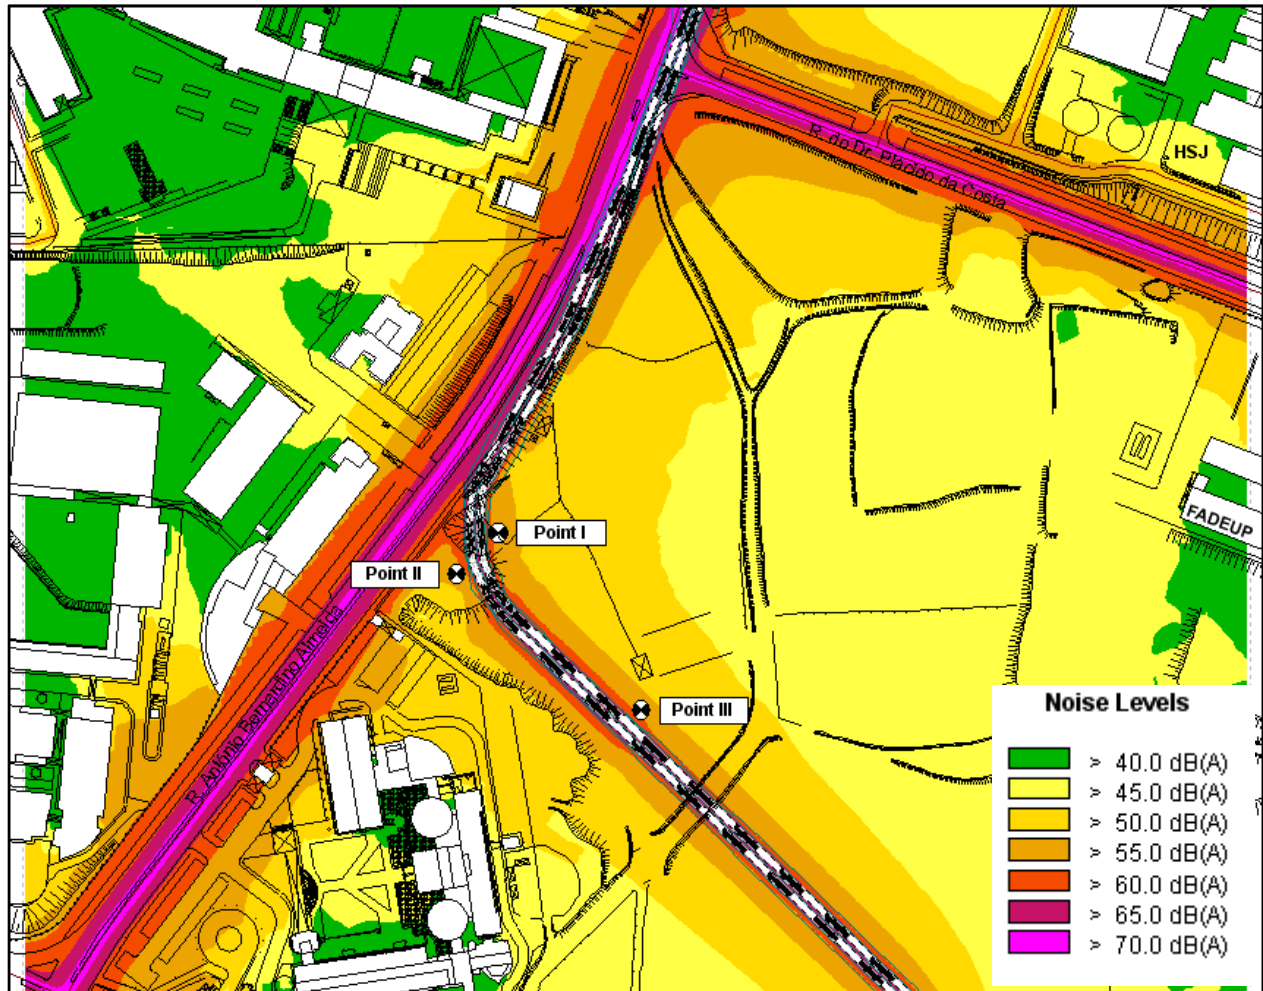 R. do Dr. Plácido da Costa
HSJ
Point I
FADEUP
Point II
R. António Bernardino Almeida
Point III
Noise Levels
> 40.0 dB(A)
> 45.0 dB(A)
> 50.0 dB(A)
> 55.0 dB(A)
> 60.0 dB(A)
> 65.0 dB(A)
> 70.0 dB(A)